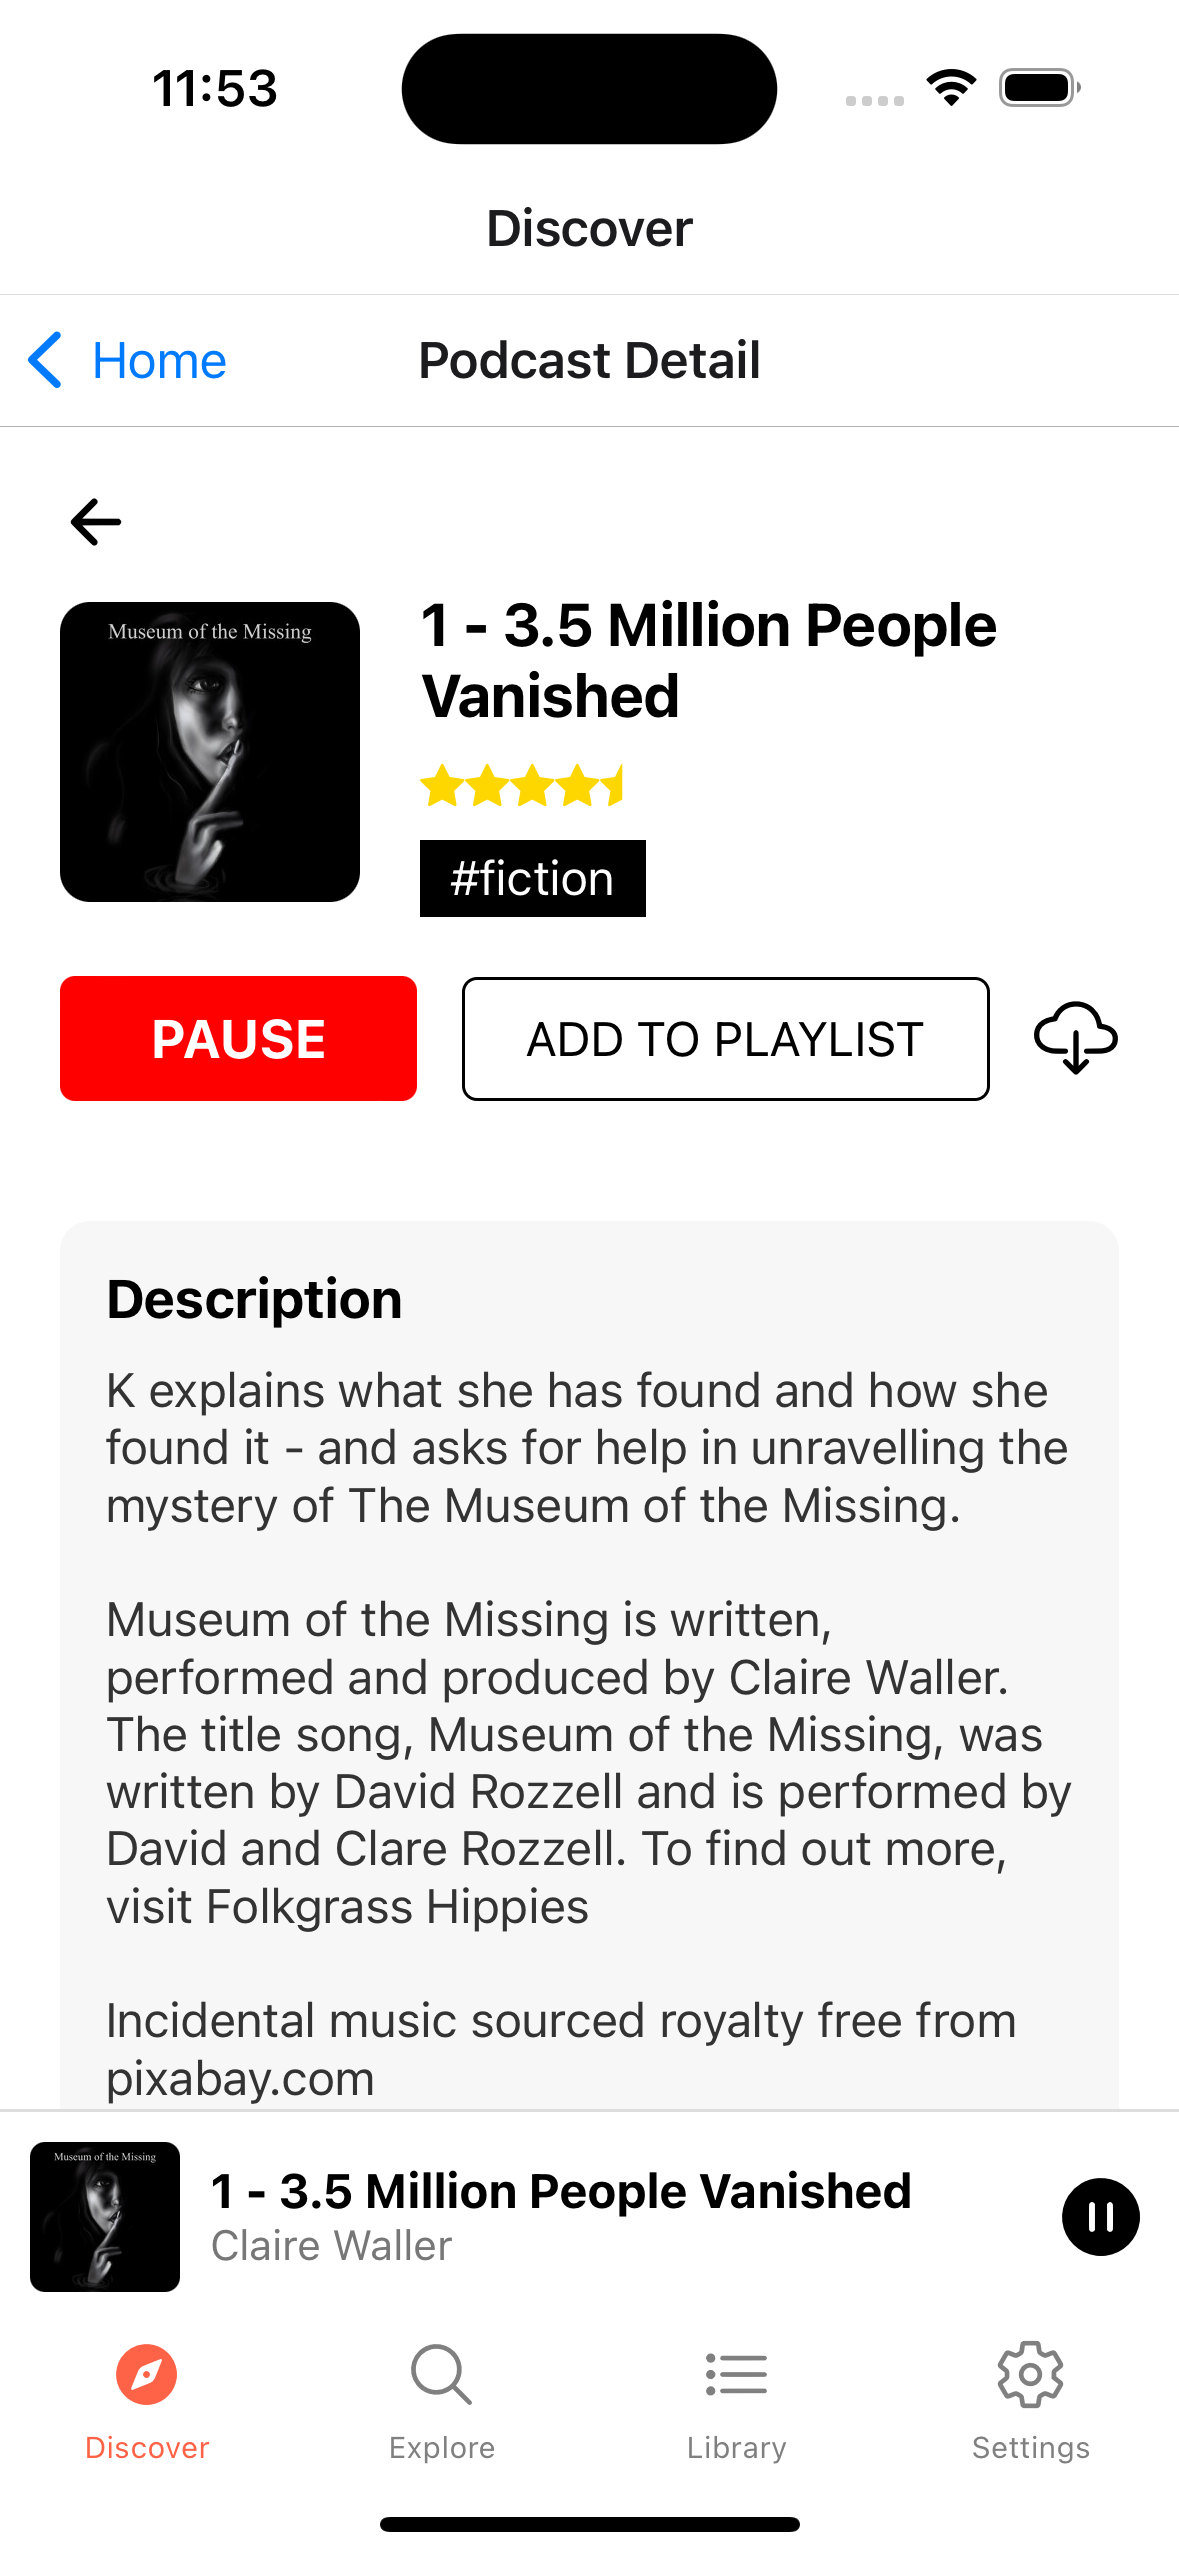 11:53
Discover
Home
Podcast Detail
Museum of the Missing
1 - 3.5 Million People
Vanished
#fiction
PAUSE
ADD TO PLAYLIST
Description
K explains what she has found and how she
found it - and asks for help in unravelling the
mystery of The Museum of the Missing.
Museum of the Missing is written,
performed and produced by Claire Waller.
The title song, Museum of the Missing, was
written by David Rozzell and is performed by
David and Clare Rozzell. To find out more,
visit Folkgrass Hippies
Incidental music sourced royalty free from
pixabay.com
Museum of the Missing
1 - 3.5 Million People Vanished
Claire Waller
Discover
Explore
Library
Settings